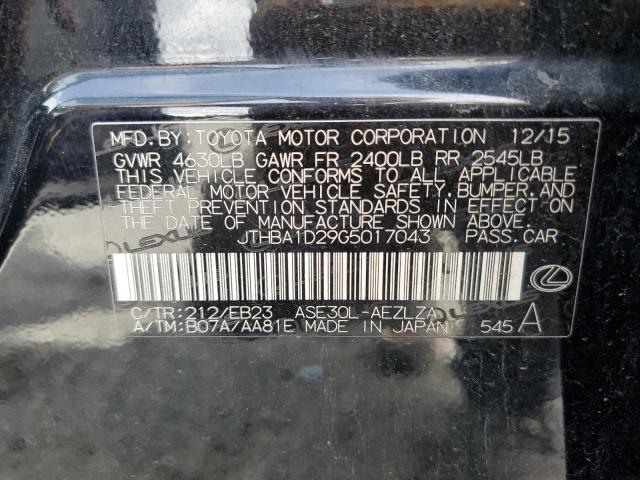 MFD.BY:TOYOTA MOTOR CORPORATION 12/15
GVWR 4630LB GAWR FR 2400LB RR 2545LB
THIS VEHICLE CONFORMS TO ALL APPLICABLE
FEDERAL MOTOR VEHICLE SAFETY, BUMPER, AND
THEFT PREVENTION STANDARDS IN EFFECT ON
THE DATE OF MANUFACTURE SHOWN ABOVE.
JTHBA1D29G5017043 PASS.CAR
C/TR:212/EB23 ASE30L-AEZLZA
A/TM:B07A/AA81E MADE IN JAPAN 545 A